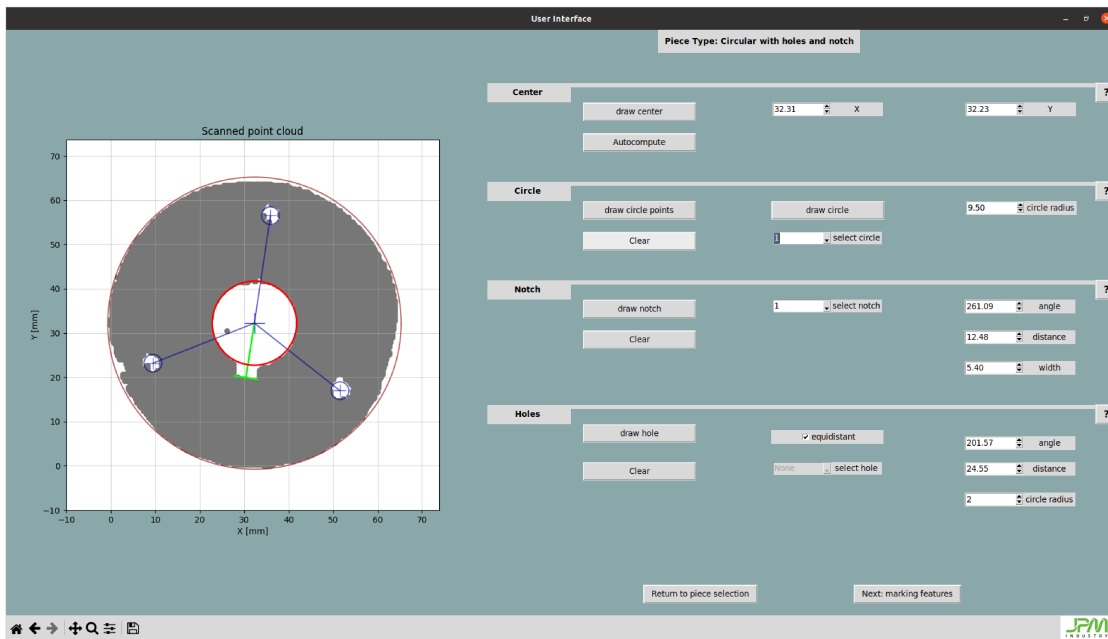 User Interface
Piece Type: Circular with holes and notch
Center
?
draw center
32.31 X
32.23 Y
Autocompute
Circle
?
draw circle points
draw circle
9.50 circle radius
Clear
1 select circle
Notch
?
draw notch
1 select notch
261.09 angle
Clear
12.48 distance
5.40 width
Holes
?
draw hole
equidistant
201.57 angle
Clear
None select hole
24.55 distance
2 circle radius
Return to piece selection
Next: marking features
Scanned point cloud
Y [mm]
70
60
50
40
30
20
10
0
−10
−10 0 10 20 30 40 50 60 70
X [mm]
JPM
INDUSTRY